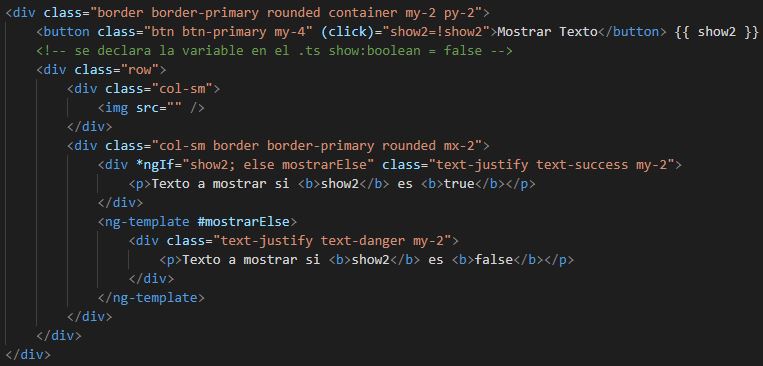 <div class="border border-primary rounded container my-2 py-2">
<button class="btn btn-primary my-4" (click)="show2=!show2">Mostrar Texto</button> {{ show2 }}
<!-- se declara la variable en el .ts show:boolean = false -->
<div class="row">
<div class="col-sm">
<img src="" />
</div>
<div class="col-sm border border-primary rounded mx-2">
<div *ngIf="show2; else mostrarElse" class="text-justify text-success my-2">
<p>Texto a mostrar si <b>show2</b> es <b>true</b></p>
</div>
<ng-template #mostrarElse>
<div class="text-justify text-danger my-2">
<p>Texto a mostrar si <b>show2</b> es <b>false</b></p>
</div>
</ng-template>
</div>
</div>
</div>